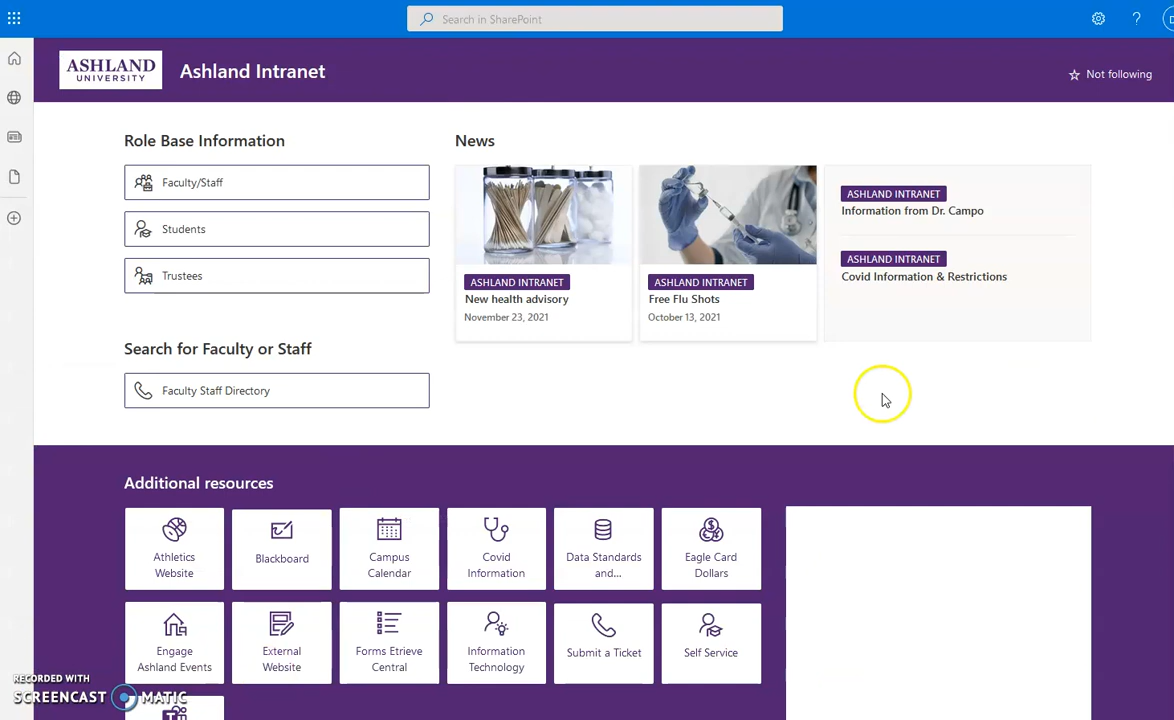 Search in SharePoint
?
ASHLAND
UNIVERSITY
Ashland Intranet
Not following
Role Base Information
Faculty/Staff
Students
Trustees
Search for Faculty or Staff
Faculty Staff Directory
News
ASHLAND INTRANET
New health advisory
November 23, 2021
ASHLAND INTRANET
Free Flu Shots
October 13, 2021
ASHLAND INTRANET
Information from Dr. Campo
ASHLAND INTRANET
Covid Information & Restrictions
Additional resources
Athletics
Website
Blackboard
Campus
Calendar
Covid
Information
Data Standards
and...
Eagle Card
Dollars
Engage
Ashland Events
External
Website
Forms Etrieve
Central
Information
Technology
Submit a Ticket
Self Service
RECORDED WITH
SCREENCAST MATIC